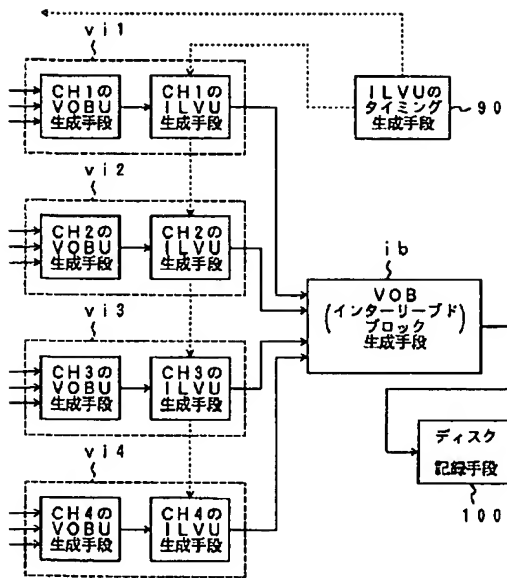 vi1
CH1の
VOBU
生成手段
CH1の
ILVU
生成手段
ILVUの
タイミング
生成手段
90
vi2
CH2の
VOBU
生成手段
CH2の
ILVU
生成手段
ib
VOB
(インターリーブド
ブロック)
生成手段
vi3
CH3の
VOBU
生成手段
CH3の
ILVU
生成手段
ディスク
記録手段
100
vi4
CH4の
VOBU
生成手段
CH4の
ILVU
生成手段